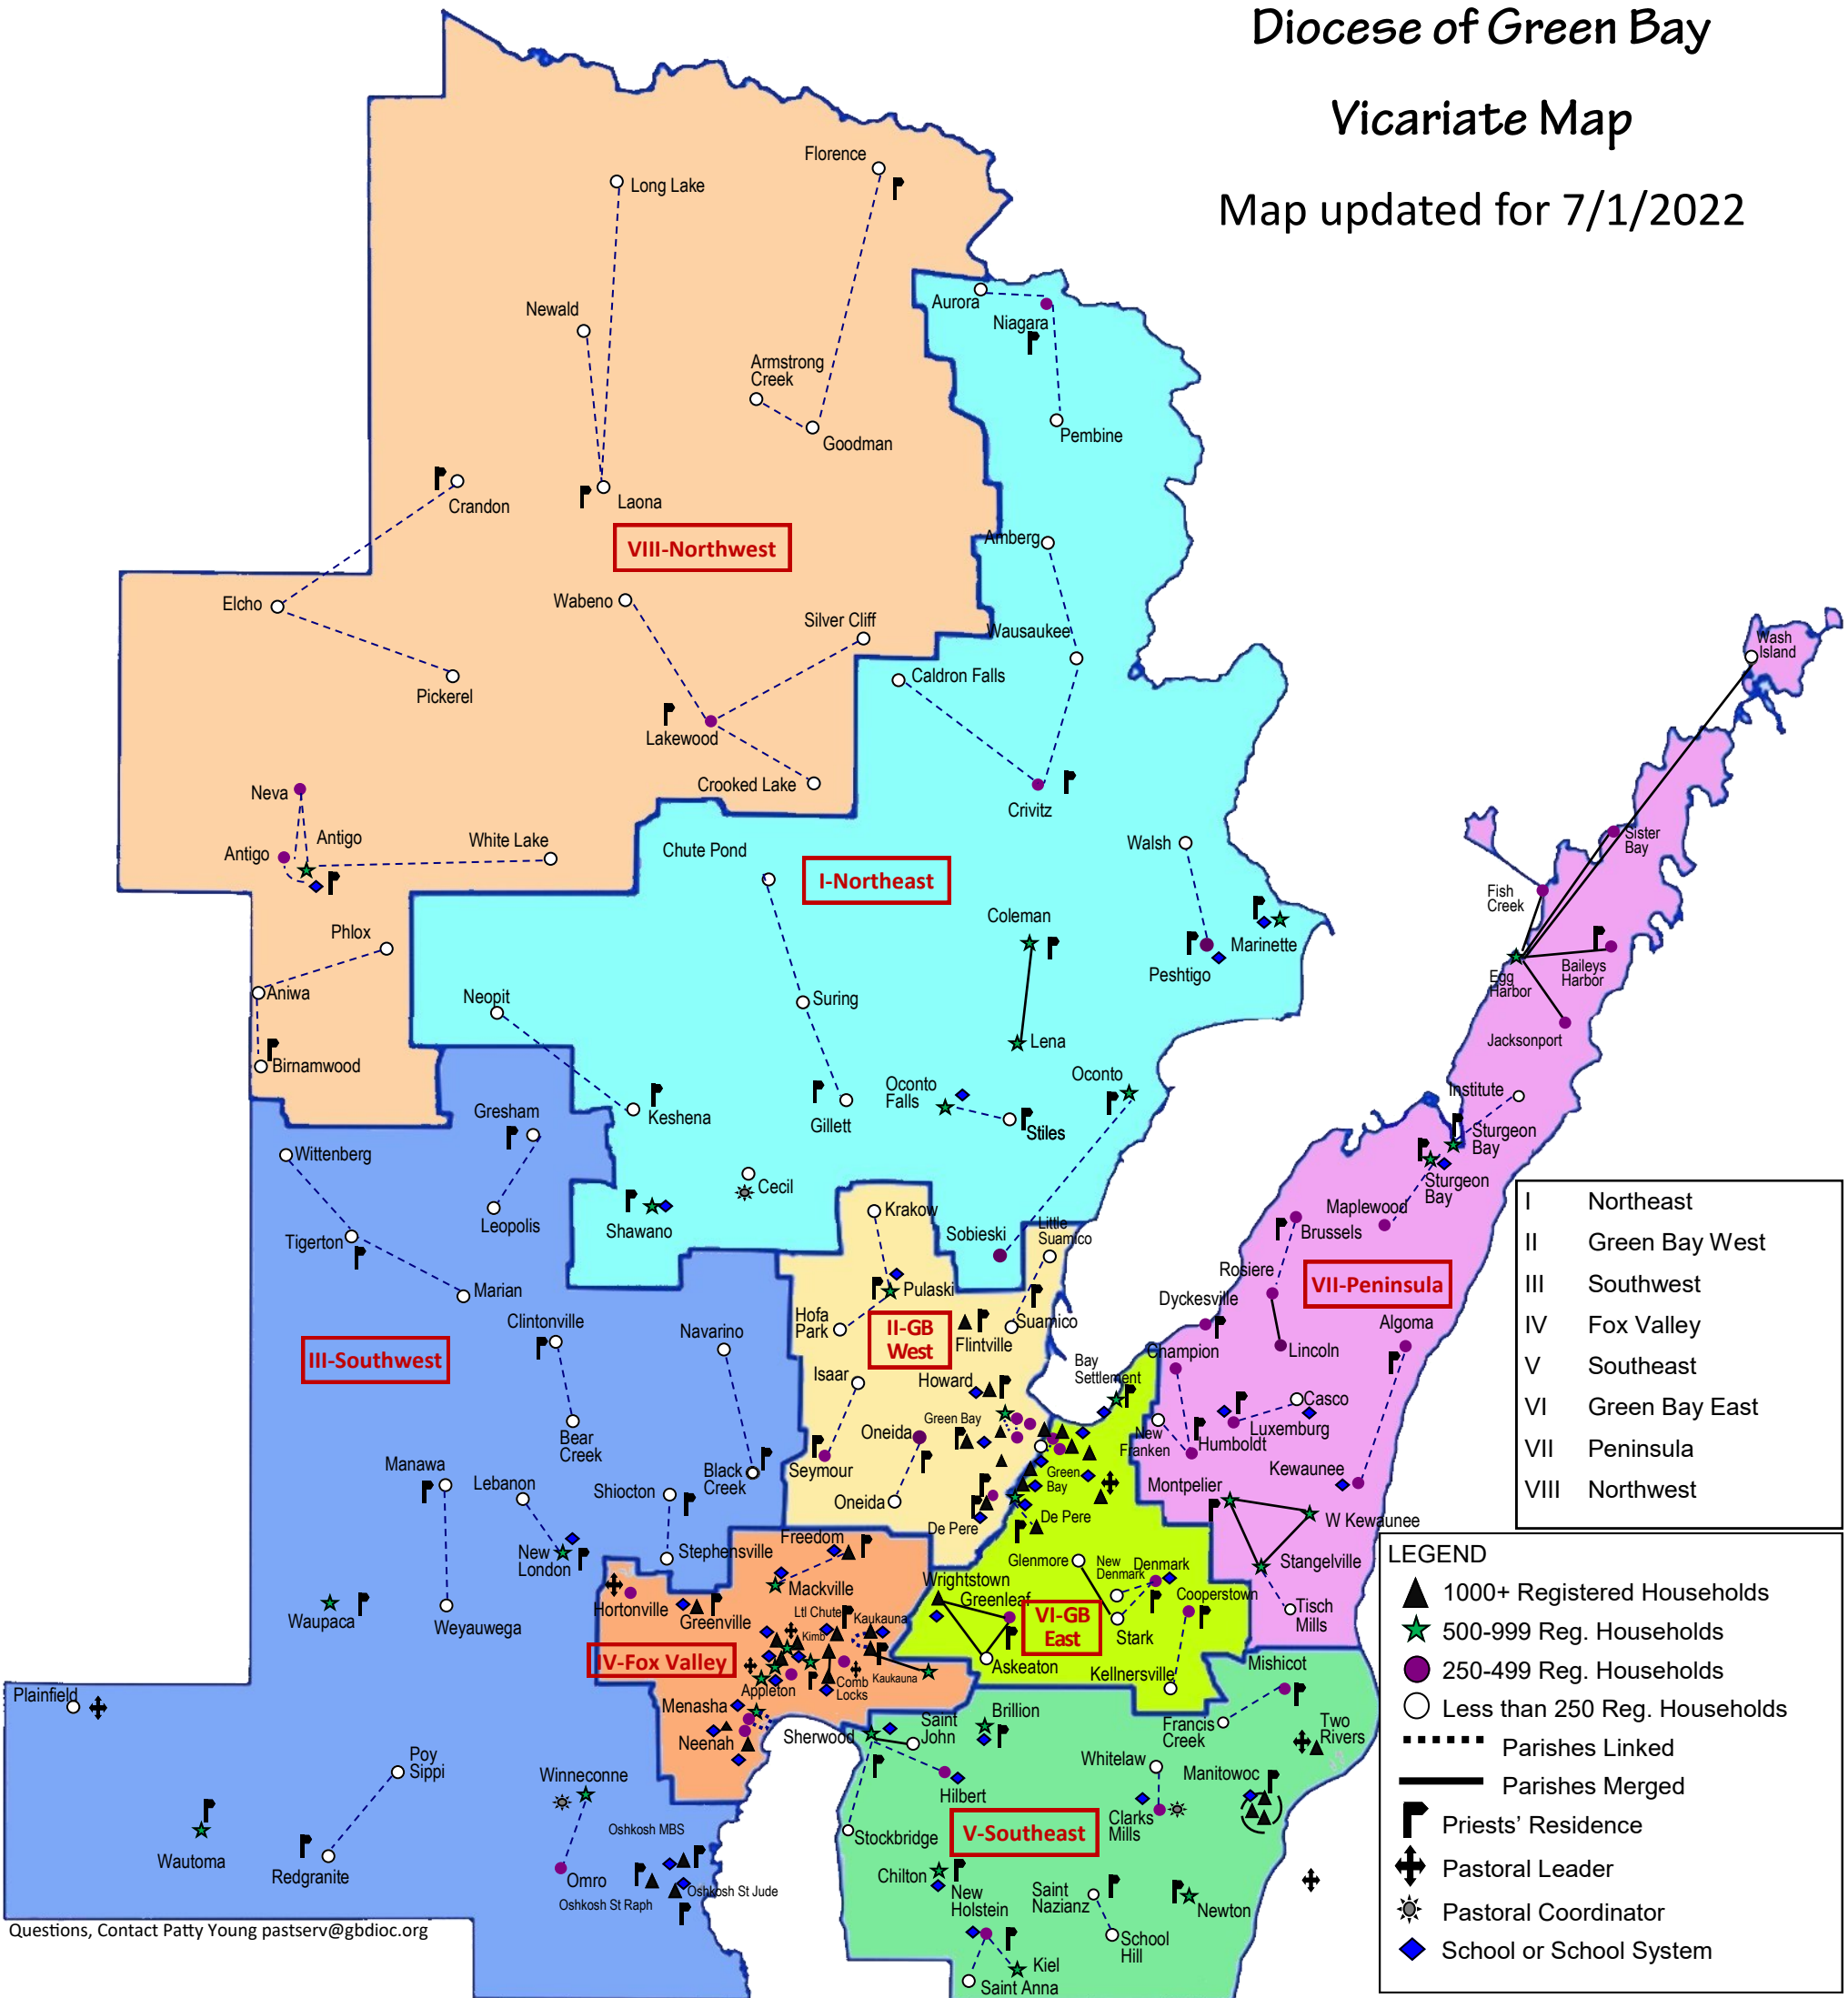 Diocese of Green Bay
Vicariate Map
Map updated for 7/1/2022
Florence
Long Lake
Aurora
Niagara
Newald
Armstrong
Creek
Goodman
Pembine
Crandon
Laona
VIII-Northwest
Amberg
Elcho
Wabeno
Silver Cliff
Wausaukee
Wash
Island
Caldron Falls
Pickerel
Lakewood
Crooked Lake
Crivitz
Neva
Antigo
Antigo
White Lake
Chute Pond
Walsh
Sister
Bay
I-Northeast
Fish
Creek
Coleman
Marinette
Peshtigo
Phlox
Baileys
Harbor
Egg
Harbor
Aniwa
Neopit
Suring
Jacksonport
Lena
Birnamwood
Oconto
Oconto
Falls
Institute
Gresham
Keshena
Gillett
Stiles
Sturgeon
Bay
Wittenberg
Cecil
Sturgeon
Bay
Leopolis
Shawano
Krakow
Maplewood
Tigerton
Sobieski
Little
Suamico
Brussels
Rosiere
VII-Peninsula
Marian
Pulaski
Dyckesville
Hofa
Park
Clintonville
Navarino
II-GB
West
Flintville
Suamico
Algoma
III-Southwest
Lincoln
Champion
Isaar
Howard
Bay
Settlement
Casco
Green Bay
Luxemburg
Bear
Creek
Oneida
New
Franken
Humboldt
Manawa
Black
Creek
Seymour
Green
Bay
Kewaunee
Lebanon
Shiocton
Oneida
Montpelier
De Pere
De Pere
W Kewaunee
Freedom
New
London
Stephensville
Glenmore
New
Denmark
Denmark
Stangelville
Mackville
Wrightstown
Greenleaf
Cooperstown
Hortonville
Greenville
Ltl Chute
Kaukauna
Tisch
Mills
Waupaca
Weyauwega
Kimb
VI-GB
East
Stark
IV-Fox Valley
Askeaton
Mishicot
Kaukauna
Kellnersville
Comb
Locks
Appleton
Plainfield
Menasha
Brillion
Francis
Creek
Two
Rivers
Neenah
Sherwood
Saint
John
Whitelaw
Poy
Sippi
Winneconne
Manitowoc
Hilbert
Clarks
Mills
Oshkosh MBS
Stockbridge
V-Southeast
Wautoma
Redgranite
Omro
Chilton
Oshkosh St Jude
Oshkosh St Raph
New
Holstein
Saint
Nazianz
Newton
School
Hill
Kiel
Saint Anna
Questions, Contact Patty Young pastserv@gbdioc.org
I Northeast
II Green Bay West
III Southwest
IV Fox Valley
V Southeast
VI Green Bay East
VII Peninsula
VIII Northwest
LEGEND
1000+ Registered Households
500-999 Reg. Households
250-499 Reg. Households
Less than 250 Reg. Households
Parishes Linked
Parishes Merged
Priests’ Residence
Pastoral Leader
Pastoral Coordinator
School or School System